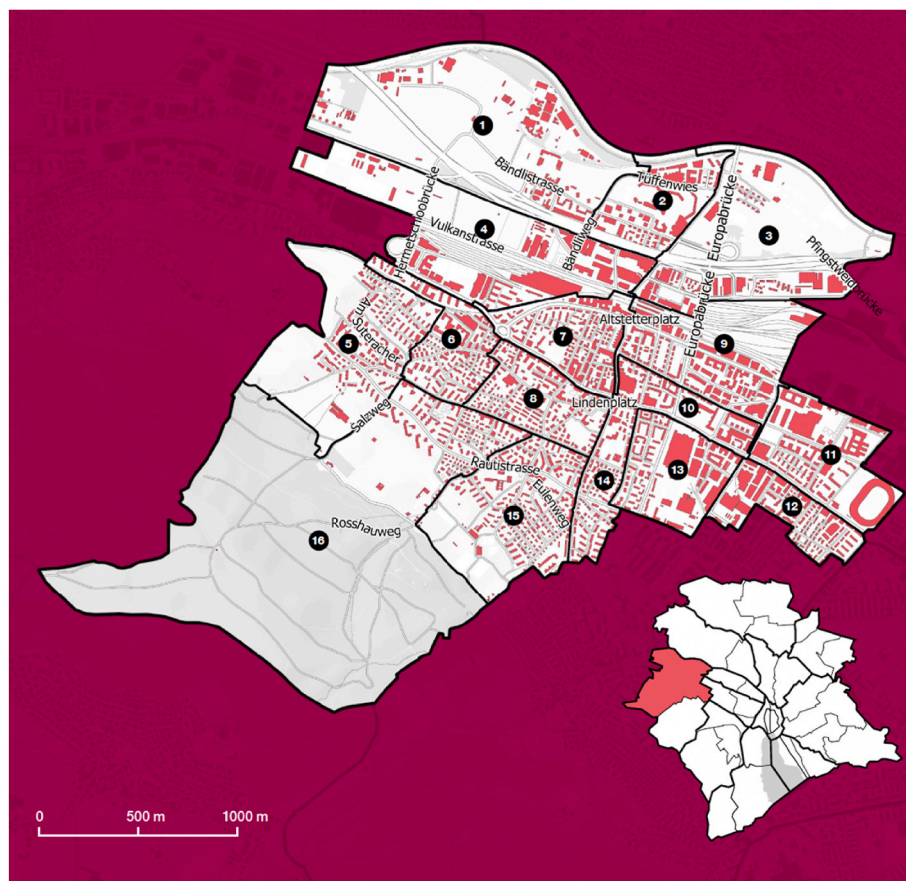 1
Bändlistrasse
Tüffenwies
2
Europabrücke
3
Hermetschloobrücke
4
Vulkanstrasse
Bändliweg
Pfingstweidbrücke
Am Suteracher
5
6
7
Altstetterplatz
Europabrücke
9
8
Lindenplatz
10
Salzweg
11
Rautistrasse
13
14
Eulenweg
12
15
Rosshauweg
16
0
500 m
1000 m